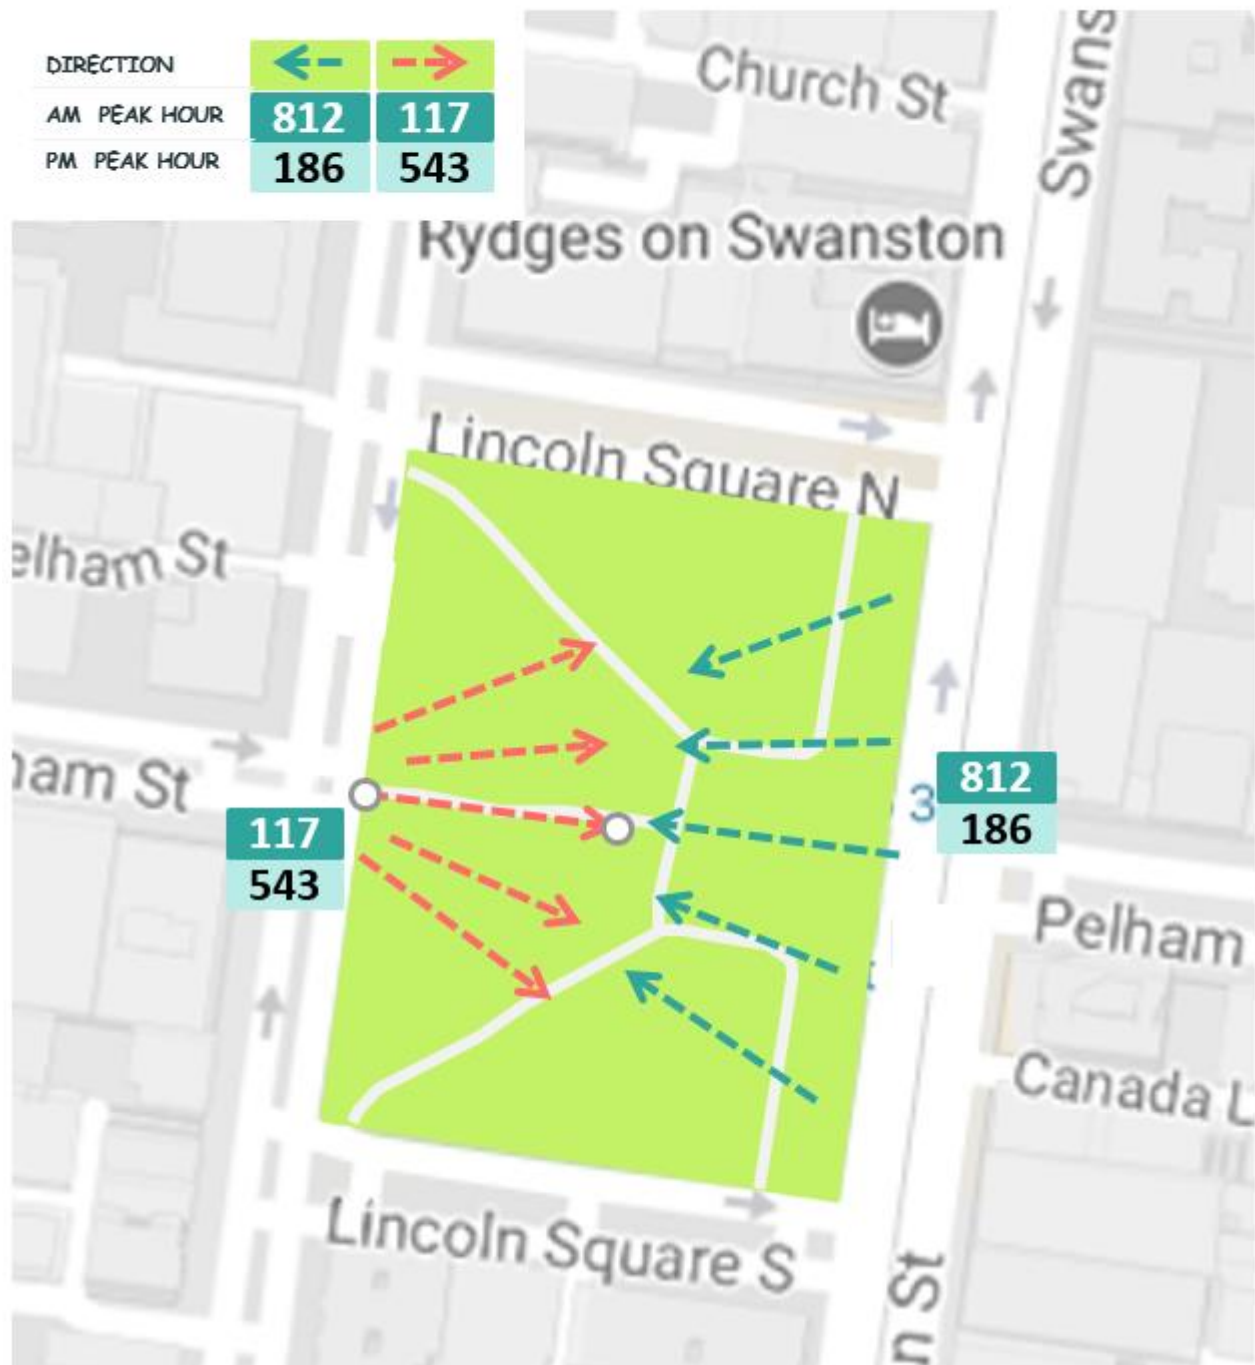 DIRECTION
AM PEAK HOUR 812 117
PM PEAK HOUR 186 543
Church St
Swans
Rydges on Swanston
Lincoln Square N
elham St
ham St
117
543
3
812
186
Pelham
Canada L
Lincoln Square S
n St